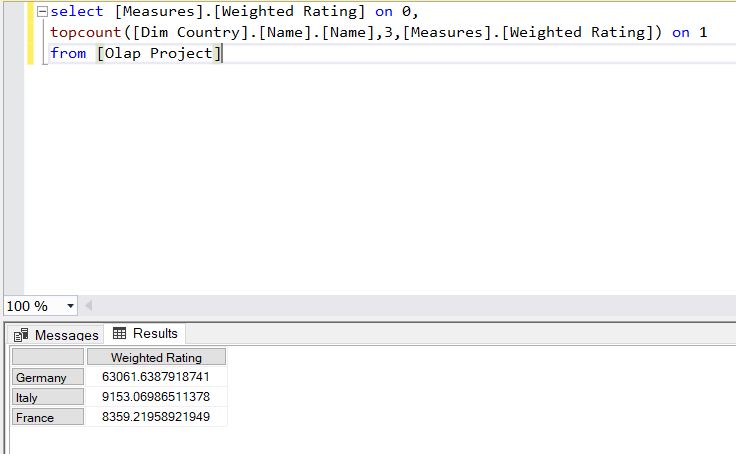 select [Measures].[Weighted Rating] on 0,
topcount([Dim Country].[Name].[Name],3,[Measures].[Weighted Rating]) on 1
from [Olap Project]
100 %
Messages Results
Weighted Rating
Germany 63061.6387918741
Italy 9153.06986511378
France 8359.21958921949